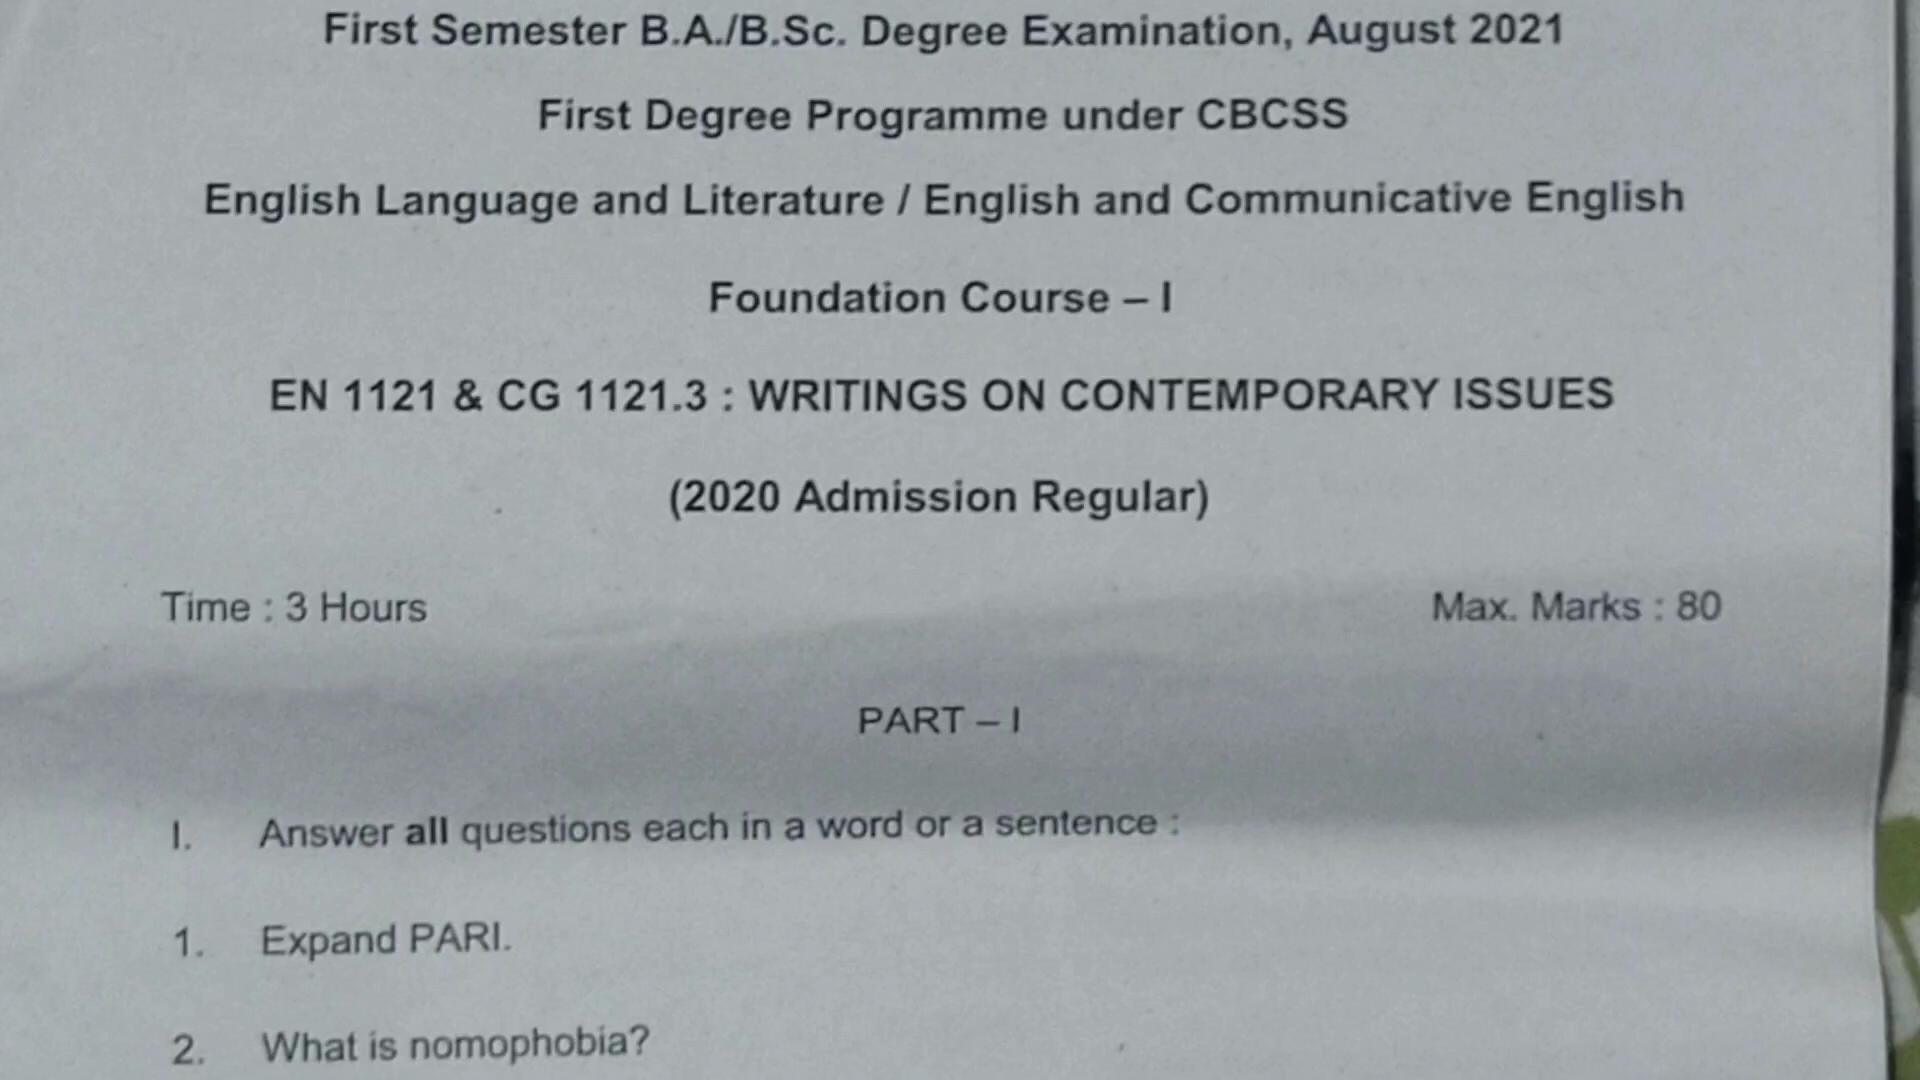 First Semester B.A./B.Sc. Degree Examination, August 2021
First Degree Programme under CBCSS
English Language and Literature / English and Communicative English
Foundation Course – I
EN 1121 & CG 1121.3 : WRITINGS ON CONTEMPORARY ISSUES
(2020 Admission Regular)
Time : 3 Hours Max. Marks : 80
PART – I
I. Answer all questions each in a word or a sentence :
1. Expand PARI.
2. What is nomophobia?